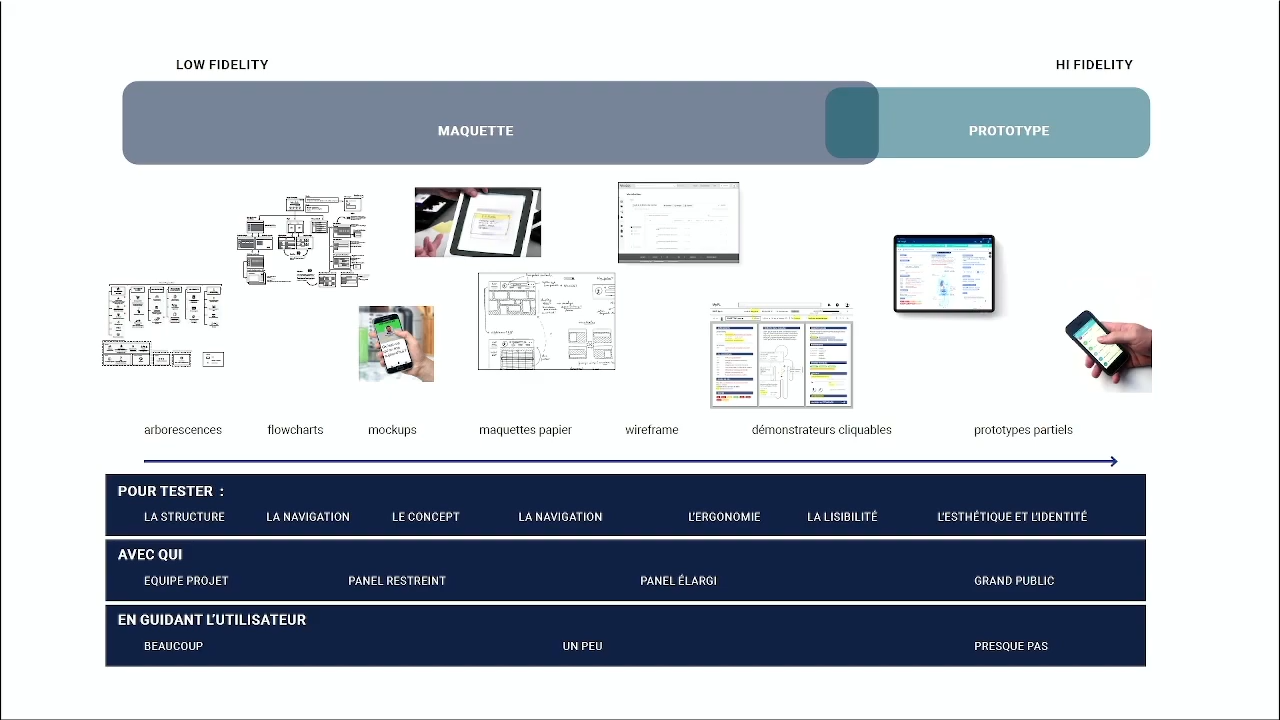 LOW FIDELITY
HI FIDELITY
MAQUETTE
PROTOTYPE
arborescences
flowcharts
mockups
maquettes papier
wireframe
démonstrateurs cliquables
prototypes partiels
POUR TESTER :
LA STRUCTURE
LA NAVIGATION
LE CONCEPT
LA NAVIGATION
L'ERGONOMIE
LA LISIBILITÉ
L'ESTHÉTIQUE ET L'IDENTITÉ
AVEC QUI
EQUIPE PROJET
PANEL RESTREINT
PANEL ÉLARGI
GRAND PUBLIC
EN GUIDANT L'UTILISATEUR
BEAUCOUP
UN PEU
PRESQUE PAS